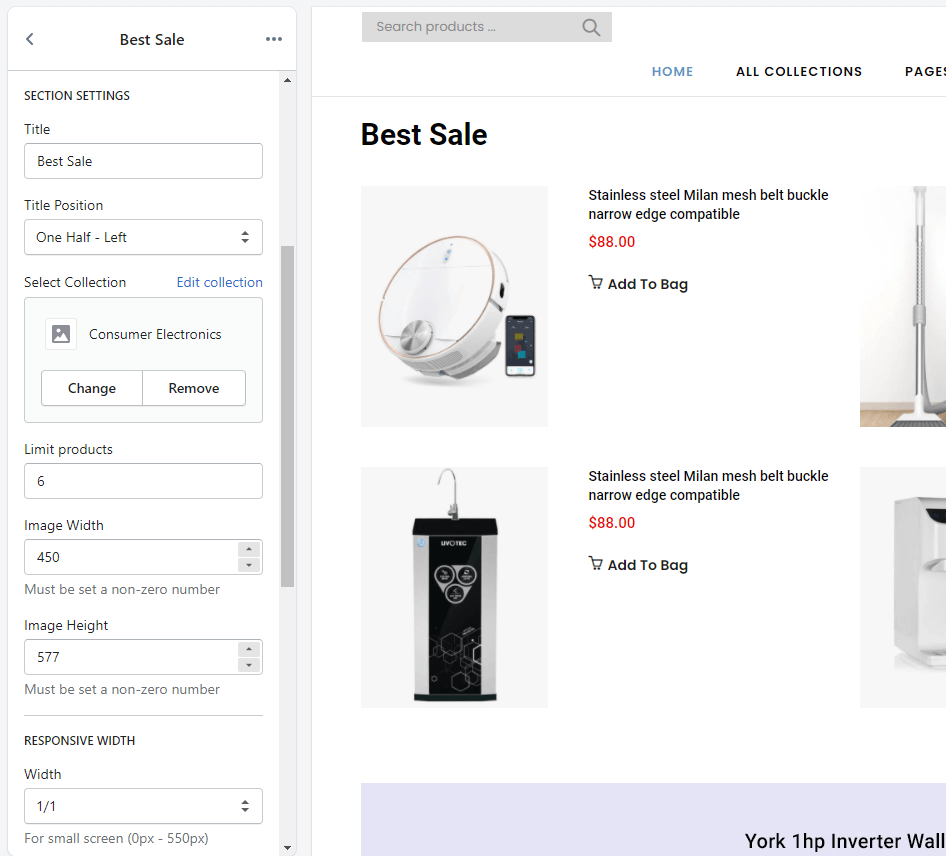 Best Sale
SECTION SETTINGS
Title
Best Sale
Title Position
One Half - Left
Select Collection Edit collection
Consumer Electronics
Change Remove
Limit products
6
Image Width
450
Must be set a non-zero number
Image Height
577
Must be set a non-zero number
RESPONSIVE WIDTH
Width
1/1
For small screen (0px - 550px)
Search products ...
HOME ALL COLLECTIONS PAGES
Best Sale
Stainless steel Milan mesh belt buckle
narrow edge compatible
$88.00
Add To Bag
UVOTEC
Stainless steel Milan mesh belt buckle
narrow edge compatible
$88.00
Add To Bag
York 1hp Inverter Wall